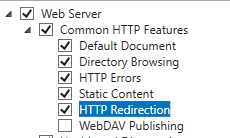 Web Server
Common HTTP Features
Default Document
Directory Browsing
HTTP Errors
Static Content
HTTP Redirection
WebDAV Publishing